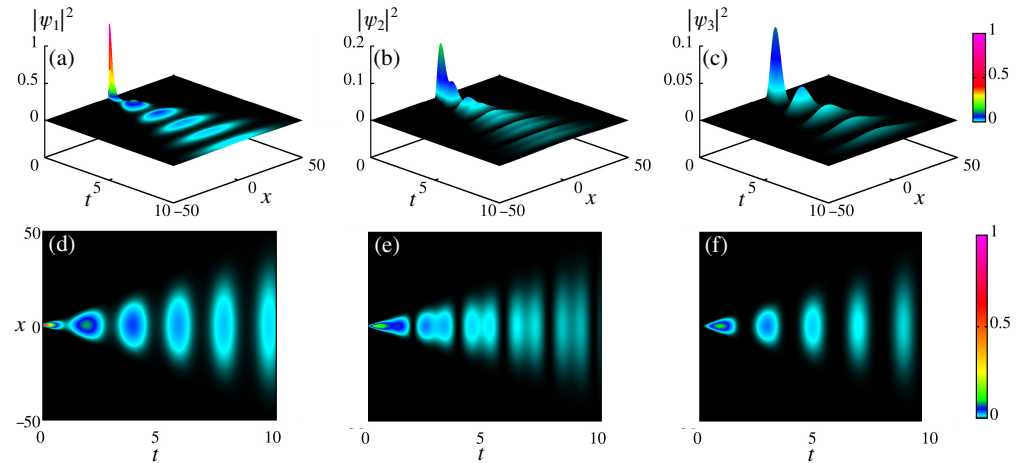 |ψ₁|² |ψ₂|² |ψ₃|²
(a) (b) (c)
1 0.2 0.1 1
0.5 0.1 0.05 0.5
0 0 0 0
0 50 0 50 0 50
5 0 5 0 5 0
t x t x t x
10 −50 10 −50 10 −50
50 (d) (e) (f) 1
x 0 0.5
−50 0
0 5 10 0 5 10 0 5 10
t t t